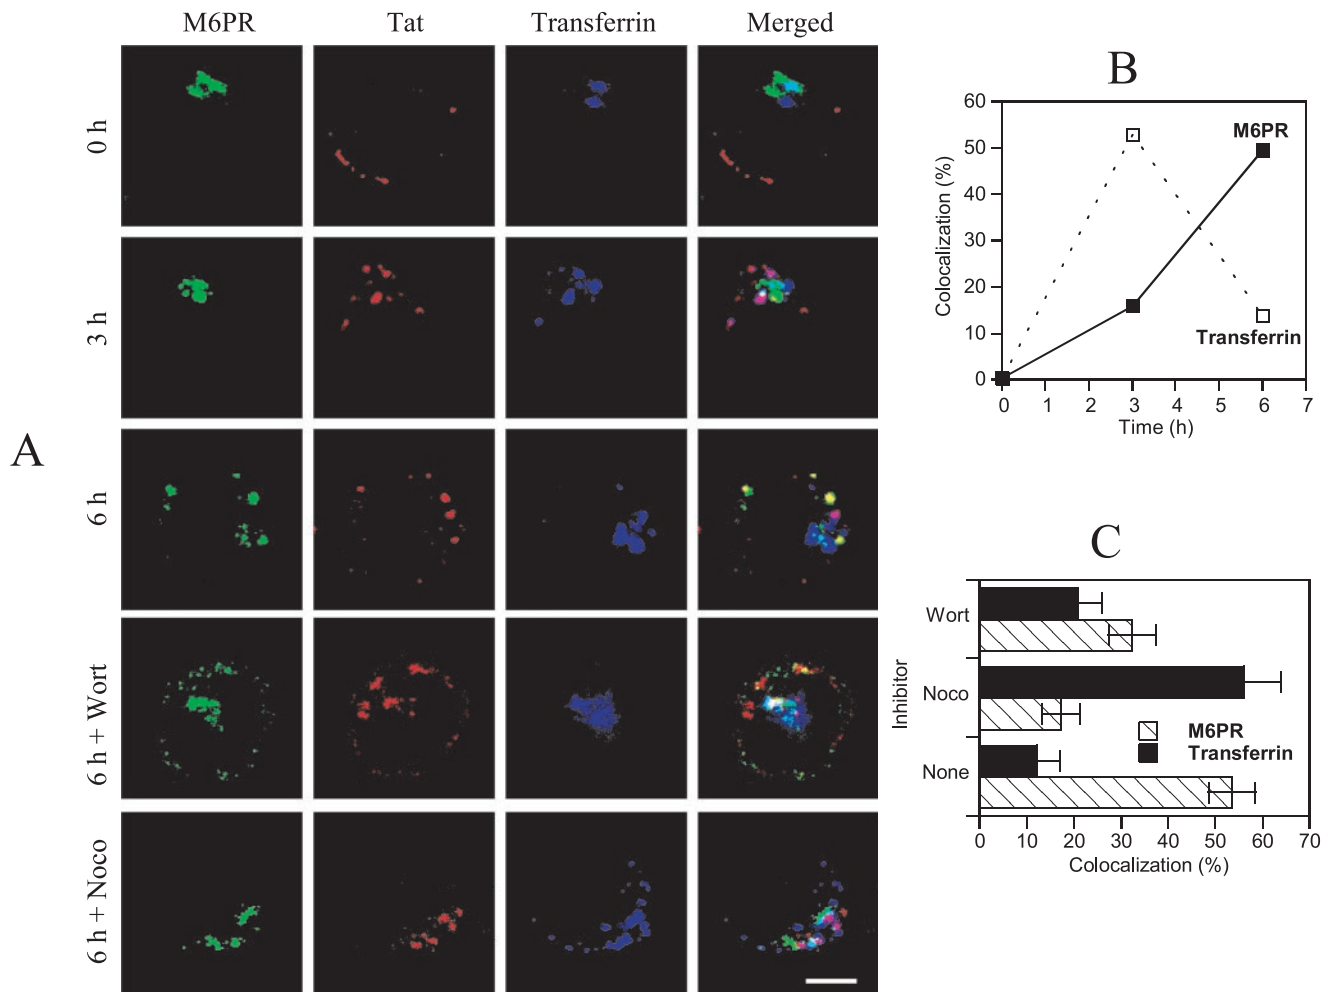 M6PR Tat Transferrin Merged
A
0 h
3 h
6 h
6 h + Wort
6 h + Noco
B
60
50
40
30
20
10
0
Colocalization (%)
M6PR
Transferrin
0 1 2 3 4 5 6 7
Time (h)
C
Inhibitor
Wort
Noco
None
M6PR
Transferrin
0 10 20 30 40 50 60 70
Colocalization (%)